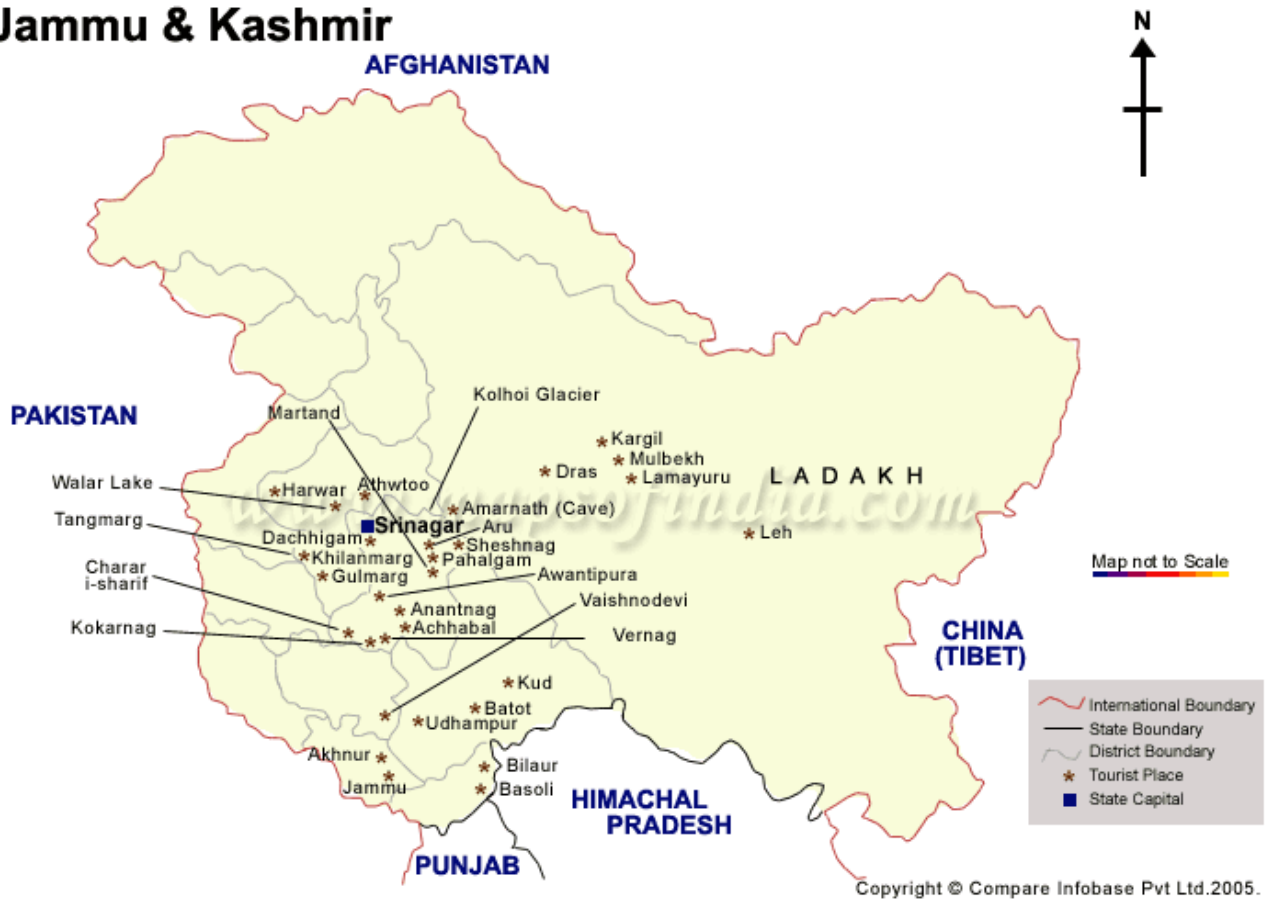 Jammu & Kashmir
N
AFGHANISTAN
Kolhoi Glacier
PAKISTAN
Martand
Kargil
Mulbekh
Dras
Lamayuru
LADAKH
Walar Lake
Harwar
Athwtoo
www.mapsofindia.com
Amarnath (Cave)
Tangmarg
Srinagar
Aru
Leh
Dachhigam
Sheshnag
Khilanmarg
Pahalgam
Map not to Scale
Charar
i-sharif
Gulmarg
Awantipura
Vaishnodevi
Anantnag
Kokarnag
Achhabal
Vernag
CHINA
(TIBET)
Kud
Batot
Udhampur
International Boundary
State Boundary
District Boundary
Tourist Place
State Capital
Akhnur
Bilaur
Jammu
Basoli
HIMACHAL
PRADESH
PUNJAB
Copyright © Compare Infobase Pvt Ltd.2005.